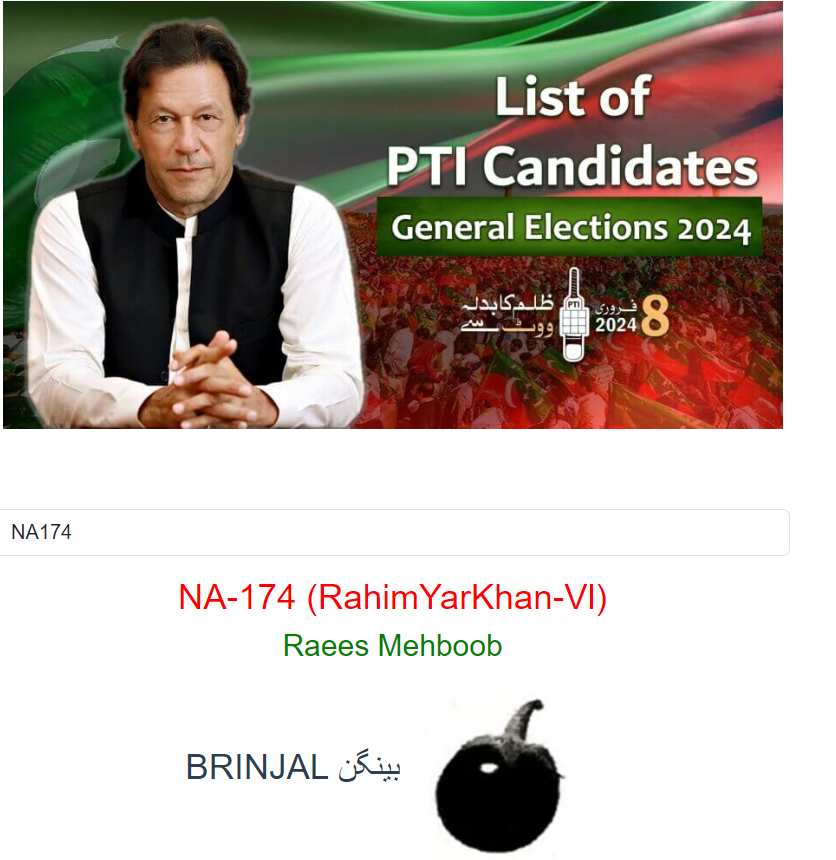 List of
PTI Candidates
General Elections 2024
ظلم کا بدلہ
ووٹ سے
PTI
8 فروری
2024
NA174
NA-174 (RahimYarKhan-VI)
Raees Mehboob
BRINJAL بینگن